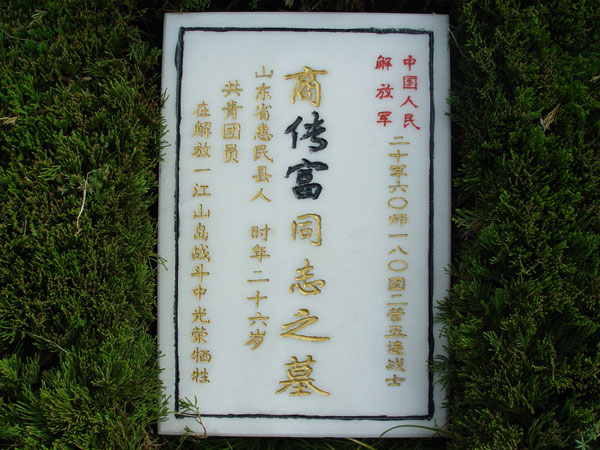 中国人民
解放军
二十军六〇师一八〇团二营五连战士
商传富同志之墓
山东省惠民县人 时年二十六岁
共青团员
在解放一江山岛战斗中光荣牺牲